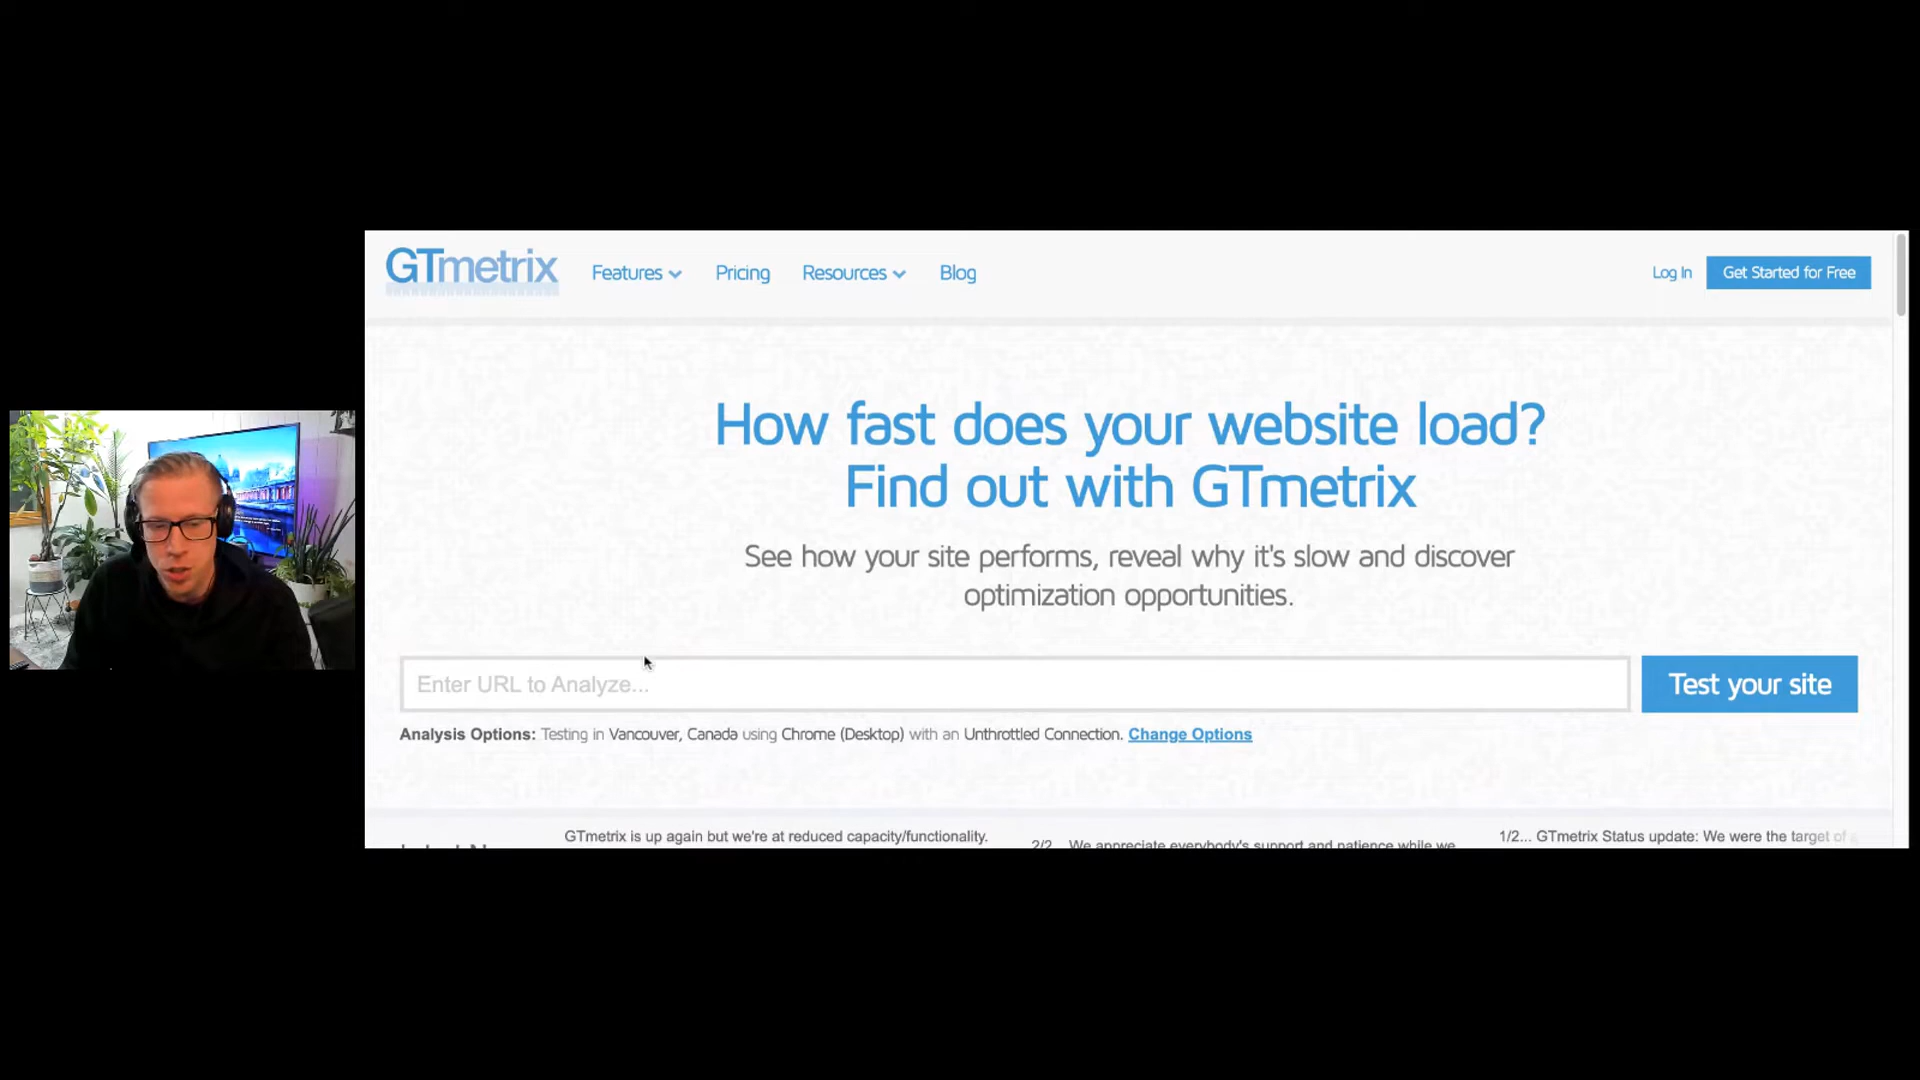 GTmetrix
Features
Pricing
Resources
Blog
Log In
Get Started for Free
How fast does your website load?
Find out with GTmetrix
See how your site performs, reveal why it's slow and discover
optimization opportunities.
Enter URL to Analyze...
Test your site
Analysis Options: Testing in Vancouver, Canada using Chrome (Desktop) with an Unthrottled Connection. Change Options
GTmetrix is up again but we're at reduced capacity/functionality.
2/2 We appreciate everybody's support and patience while we
1/2... GTmetrix Status update: We were the target of